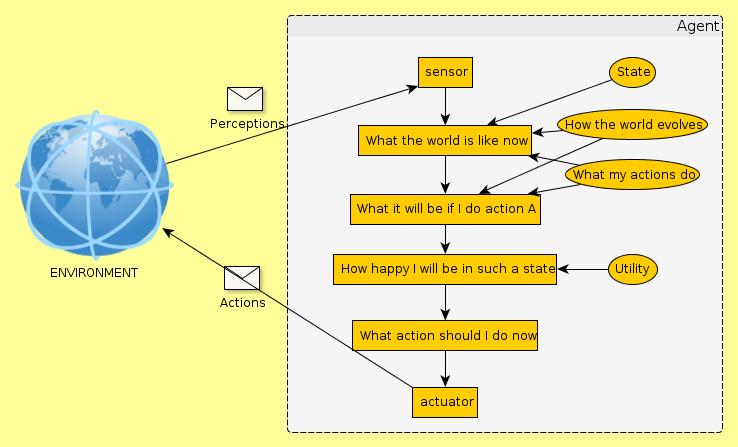 Agent
sensor
State
Perceptions
How the world evolves
What the world is like now
What my actions do
What it will be if I do action A
ENVIRONMENT
How happy I will be in such a state
Utility
Actions
What action should I do now
actuator